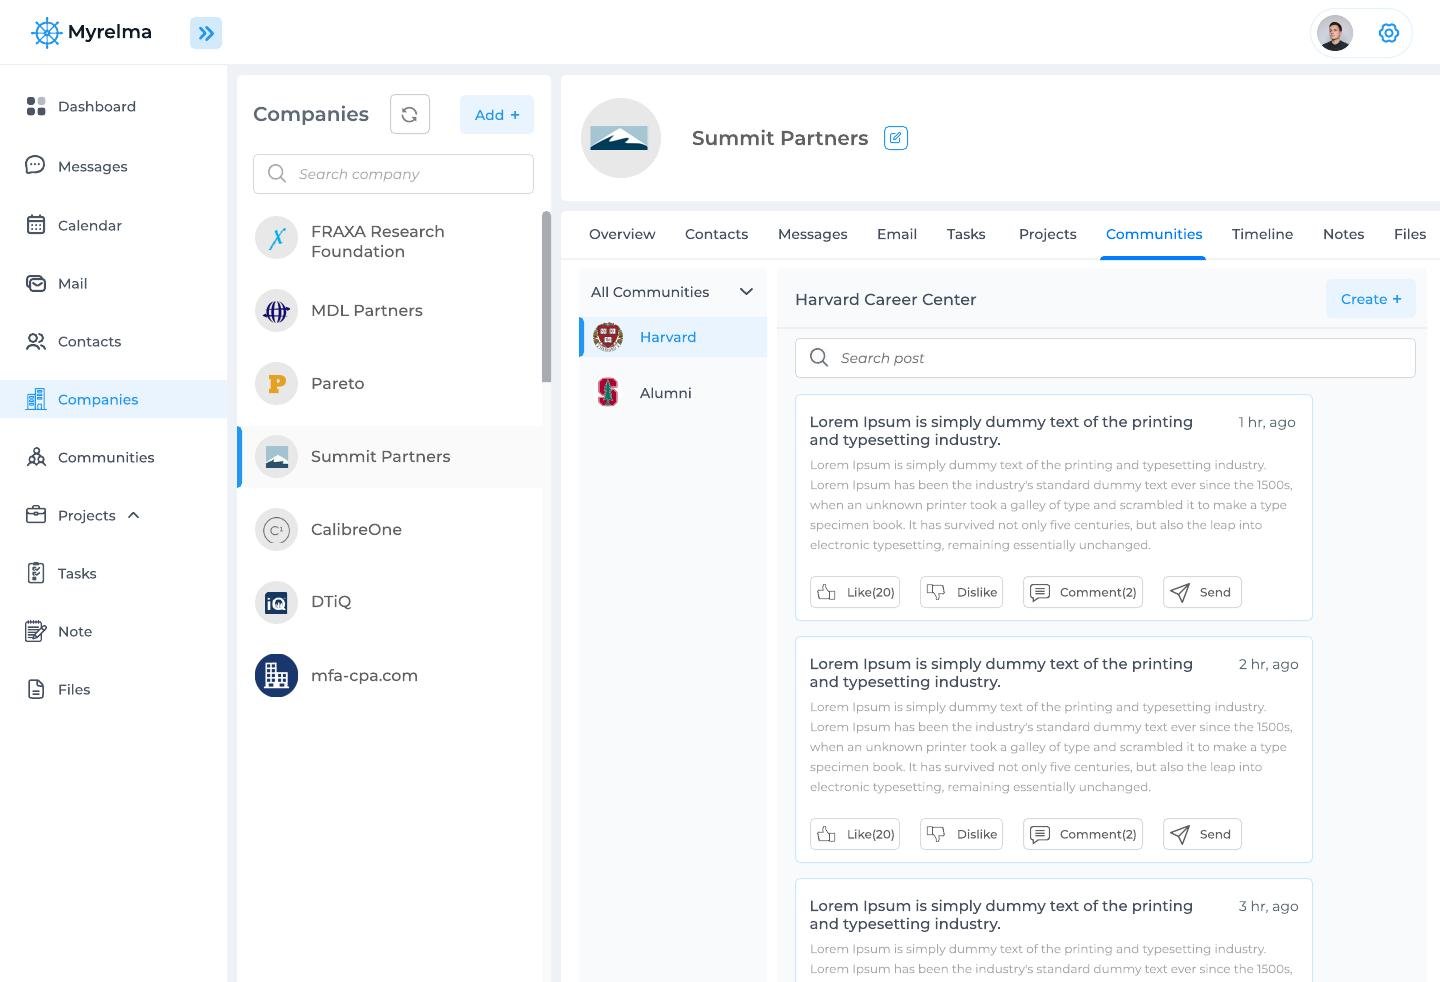 Myrelma
Dashboard
Messages
Calendar
Mail
Contacts
Companies
Communities
Projects
Tasks
Note
Files
Companies
Add +
Search company
FRAXA Research
Foundation
MDL Partners
P
Pareto
Summit Partners
C1
CalibreOne
iQ
DTiQ
mfa-cpa.com
Summit Partners
Overview Contacts Messages Email Tasks Projects Communities Timeline Notes Files
All Communities
Harvard
S
Alumni
Harvard Career Center
Create +
Search post
Lorem Ipsum is simply dummy text of the printing
and typesetting industry.
1 hr, ago
Lorem Ipsum is simply dummy text of the printing and typesetting industry.
Lorem Ipsum has been the industry's standard dummy text ever since the 1500s,
when an unknown printer took a galley of type and scrambled it to make a type
specimen book. It has survived not only five centuries, but also the leap into
electronic typesetting, remaining essentially unchanged.
Like(20) Dislike Comment(2) Send
Lorem Ipsum is simply dummy text of the printing
and typesetting industry.
2 hr, ago
Lorem Ipsum is simply dummy text of the printing and typesetting industry.
Lorem Ipsum has been the industry's standard dummy text ever since the 1500s,
when an unknown printer took a galley of type and scrambled it to make a type
specimen book. It has survived not only five centuries, but also the leap into
electronic typesetting, remaining essentially unchanged.
Like(20) Dislike Comment(2) Send
Lorem Ipsum is simply dummy text of the printing
and typesetting industry.
3 hr, ago
Lorem Ipsum is simply dummy text of the printing and typesetting industry.
Lorem Ipsum has been the industry's standard dummy text ever since the 1500s,